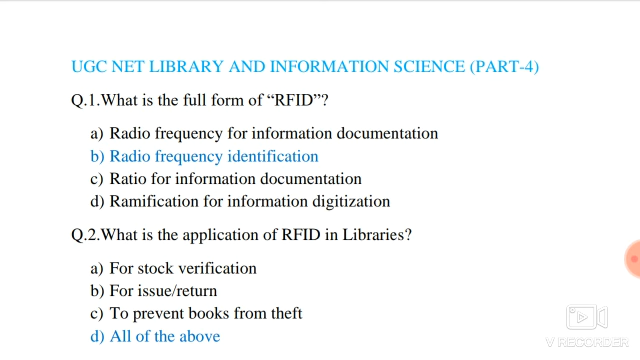 UGC NET LIBRARY AND INFORMATION SCIENCE (PART-4)
Q.1.What is the full form of “RFID”?
a) Radio frequency for information documentation
b) Radio frequency identification
c) Ratio for information documentation
d) Ramification for information digitization
Q.2.What is the application of RFID in Libraries?
a) For stock verification
b) For issue/return
c) To prevent books from theft
d) All of the above
V RECORDER